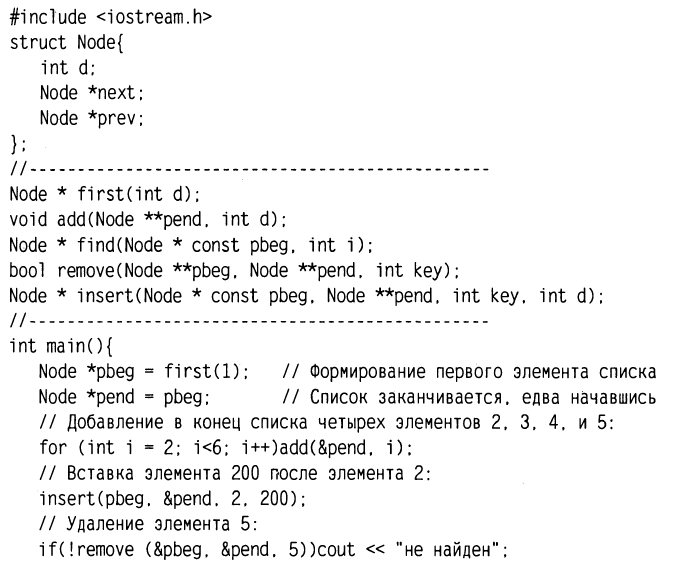 #include <iostream.h>
struct Node{
   int d;
   Node *next;
   Node *prev;
};
//------------------------------------------------
Node * first(int d);
void add(Node **pend, int d);
Node * find(Node * const pbeg, int i);
bool remove(Node **pbeg, Node **pend, int key);
Node * insert(Node * const pbeg, Node **pend, int key, int d);
//------------------------------------------------
int main(){
   Node *pbeg = first(1);   // Формирование первого элемента списка
   Node *pend = pbeg;       // Список заканчивается, едва начавшись
   // Добавление в конец списка четырех элементов 2, 3, 4, и 5:
   for (int i = 2; i<6; i++)add(&pend, i);
   // Вставка элемента 200 после элемента 2:
   insert(pbeg, &pend, 2, 200);
   // Удаление элемента 5:
   if(!remove (&pbeg, &pend, 5))cout << "не найден";